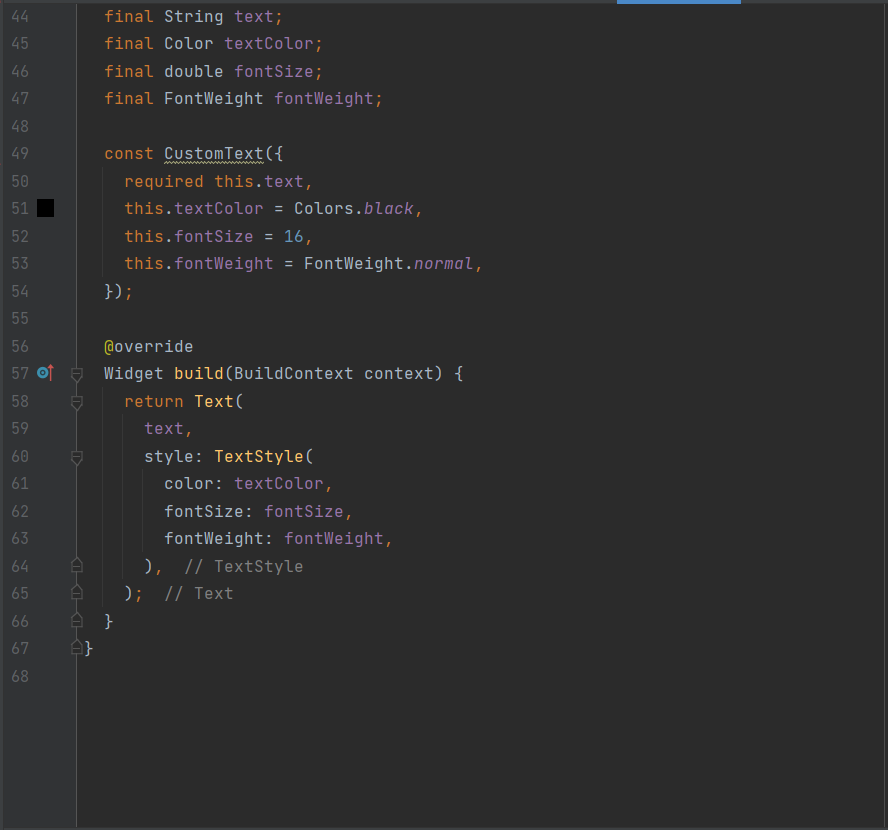 44 final String text;
45 final Color textColor;
46 final double fontSize;
47 final FontWeight fontWeight;
48
49 const CustomText({
50 required this.text,
51 this.textColor = Colors.black,
52 this.fontSize = 16,
53 this.fontWeight = FontWeight.normal,
54 });
55
56 @override
57 Widget build(BuildContext context) {
58 return Text(
59 text,
60 style: TextStyle(
61 color: textColor,
62 fontSize: fontSize,
63 fontWeight: fontWeight,
64 ), // TextStyle
65 ); // Text
66 }
67 }
68